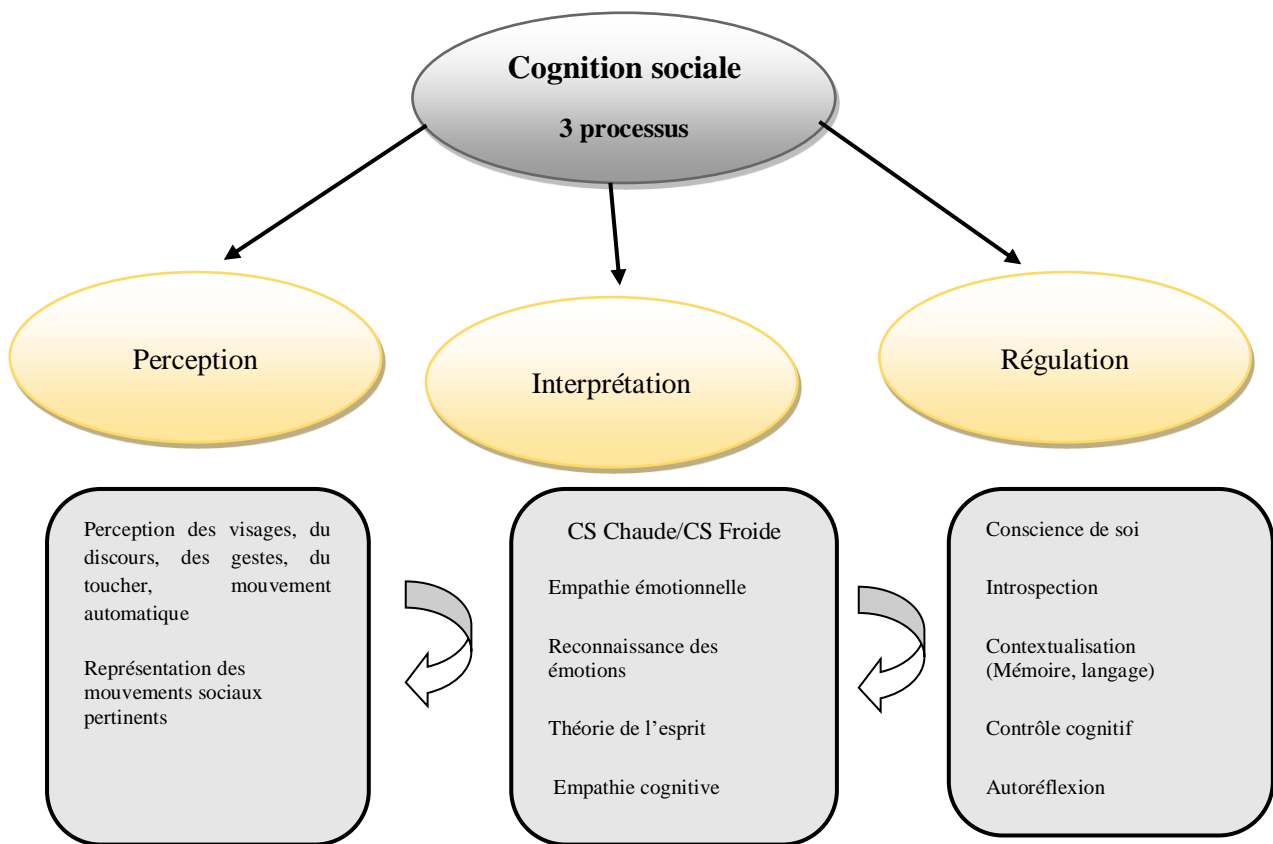 Cognition sociale
3 processus
Perception
Interprétation
Régulation
Perception des visages, du
discours, des gestes, du
toucher, mouvement
automatique
Représentation des
mouvements sociaux
pertinents
CS Chaude/CS Froide
Empathie émotionnelle
Reconnaissance des
émotions
Théorie de l’esprit
Empathie cognitive
Conscience de soi
Introspection
Contextualisation
(Mémoire, langage)
Contrôle cognitif
Autoréflexion